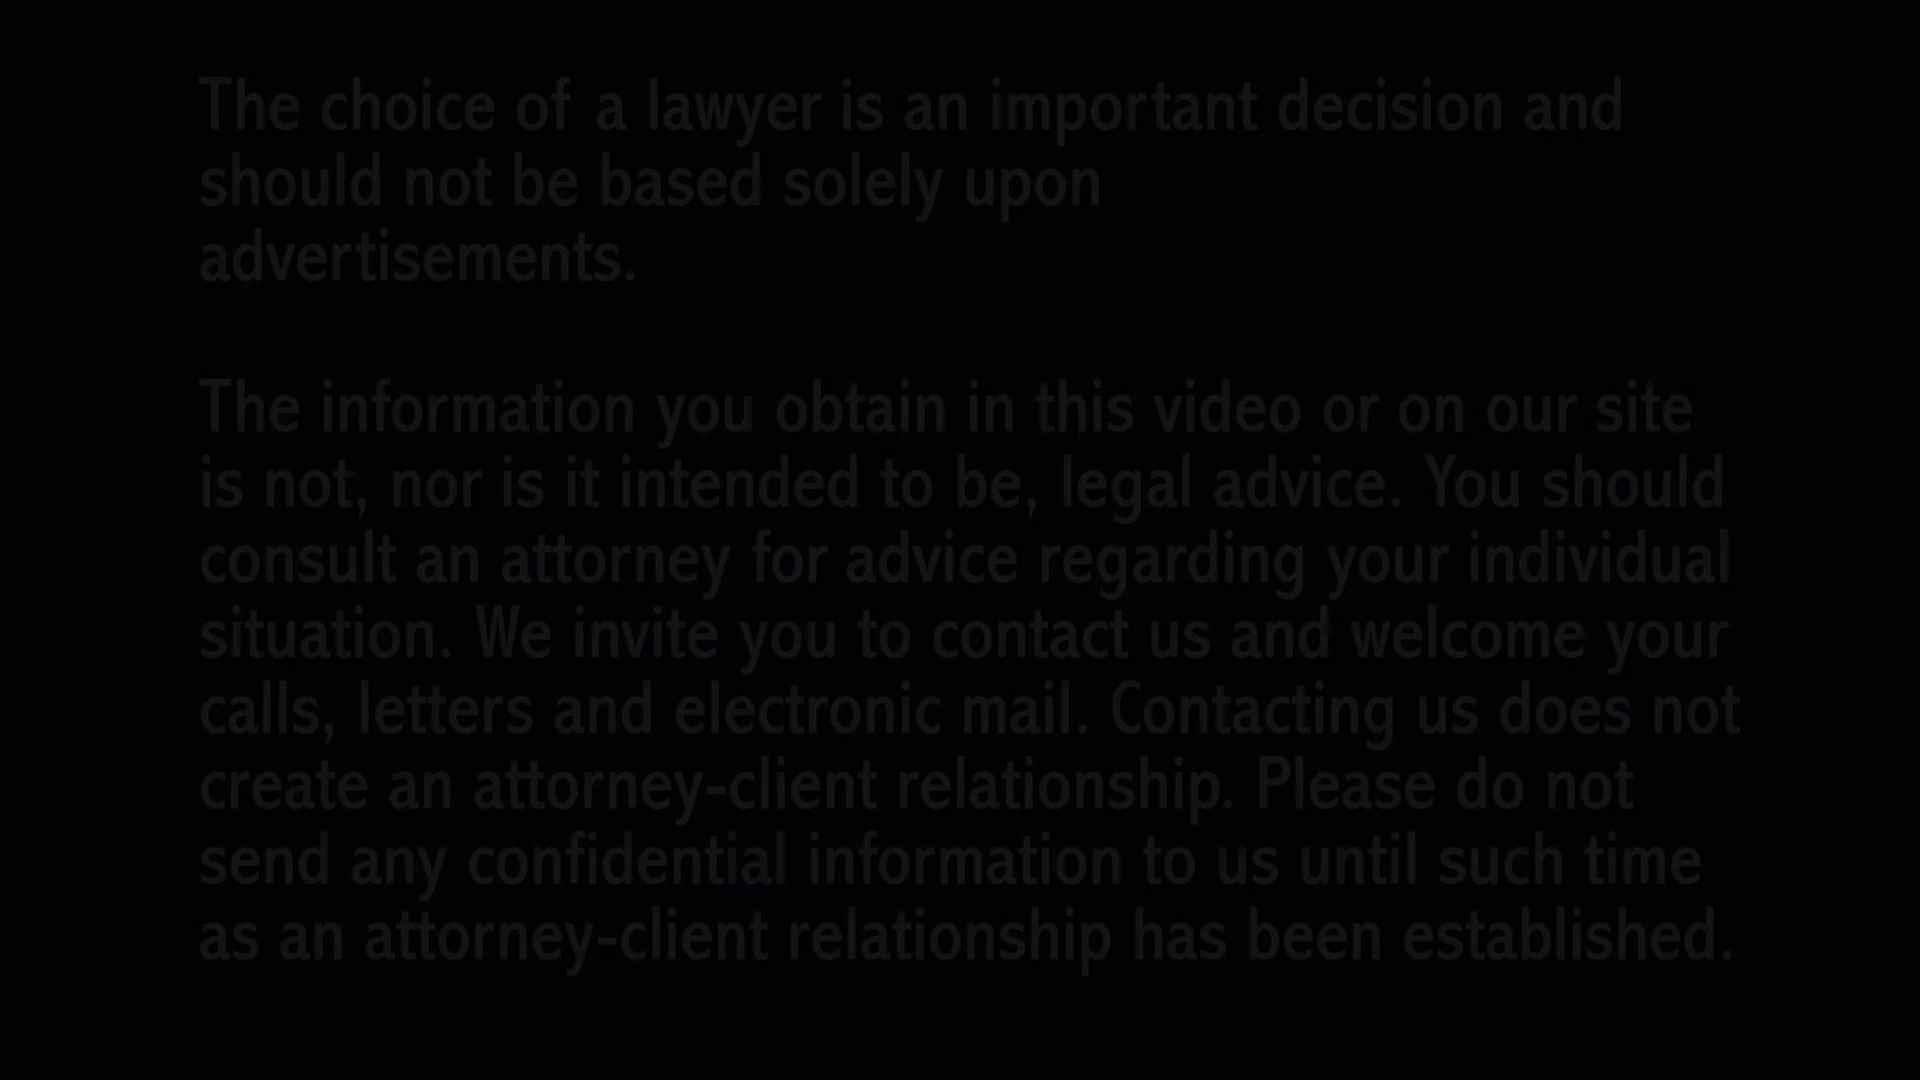 The choice of a lawyer is an important decision and
should not be based solely upon
advertisements.
The information you obtain in this video or on our site
is not, nor is it intended to be, legal advice. You should
consult an attorney for advice regarding your individual
situation. We invite you to contact us and welcome your
calls, letters and electronic mail. Contacting us does not
create an attorney-client relationship. Please do not
send any confidential information to us until such time
as an attorney-client relationship has been established.